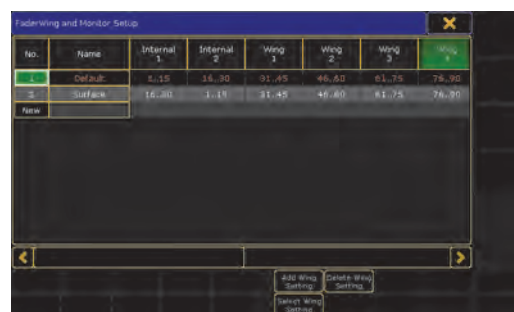 FaderWing and Monitor Setup
No. Name Internal 1 Internal 2 Wing 1 Wing 2 Wing 3 Wing 4
1 Default 1..15 16..30 31..45 46..60 61..75 76..90
2 Surface 16..30 1..15 31..45 46..60 61..75 76..90
New
Add Wing Setting Delete Wing Setting
Select Wing Setting